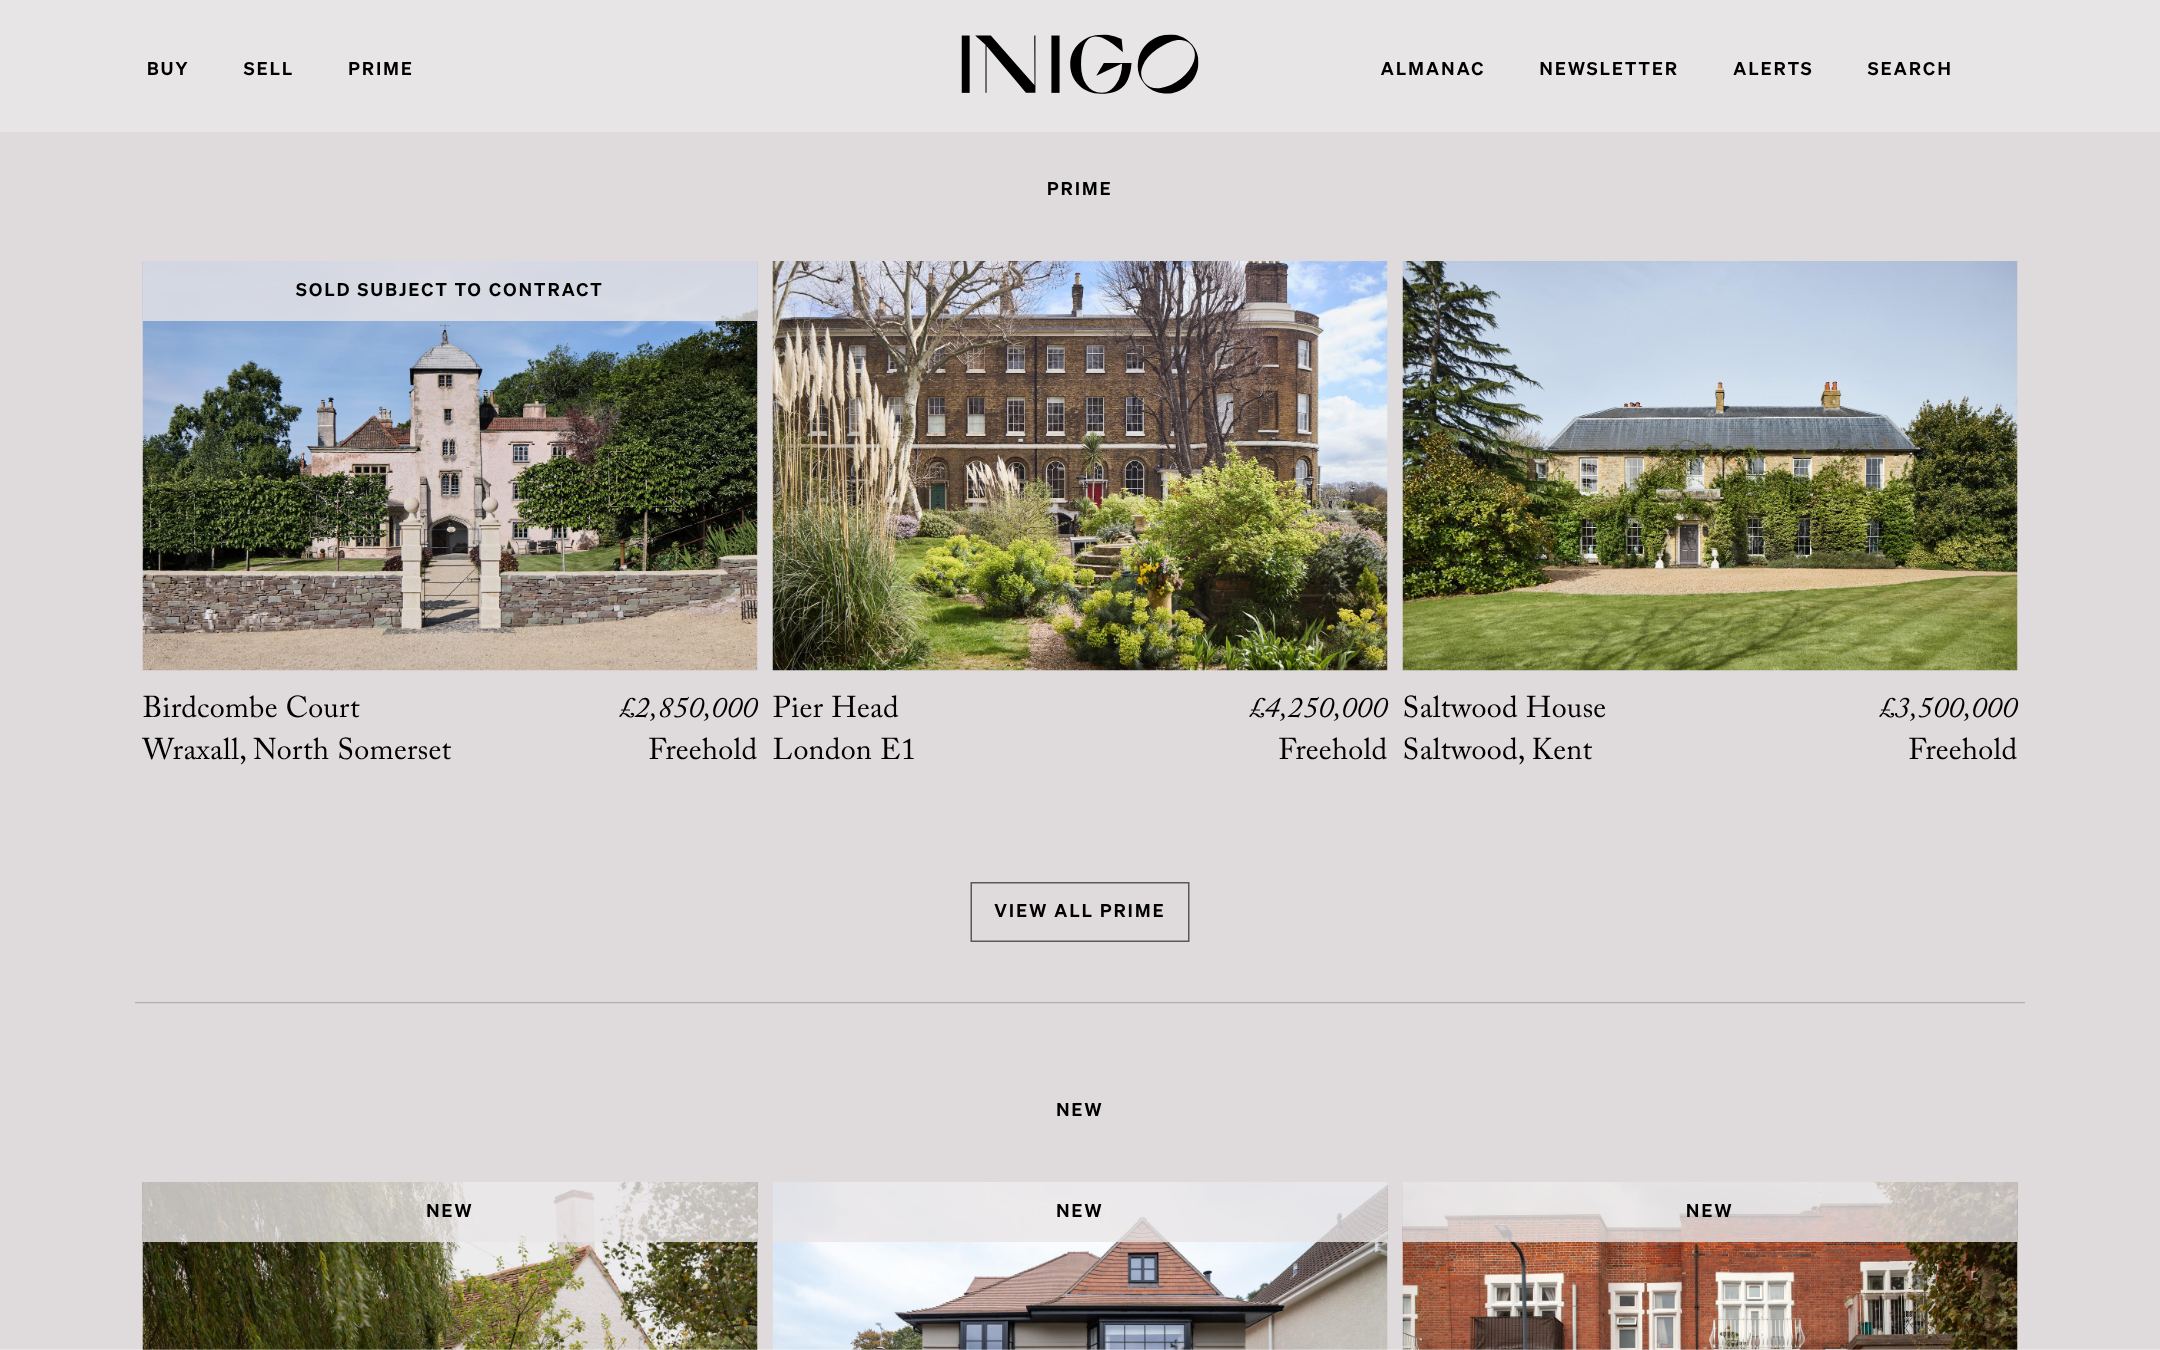 BUY SELL PRIME INIGO ALMANAC NEWSLETTER ALERTS SEARCH
PRIME
SOLD SUBJECT TO CONTRACT
Birdcombe Court £2,850,000
Wraxall, North Somerset Freehold
Pier Head £4,250,000
London E1 Freehold
Saltwood House £3,500,000
Saltwood, Kent Freehold
VIEW ALL PRIME
NEW
NEW
NEW
NEW